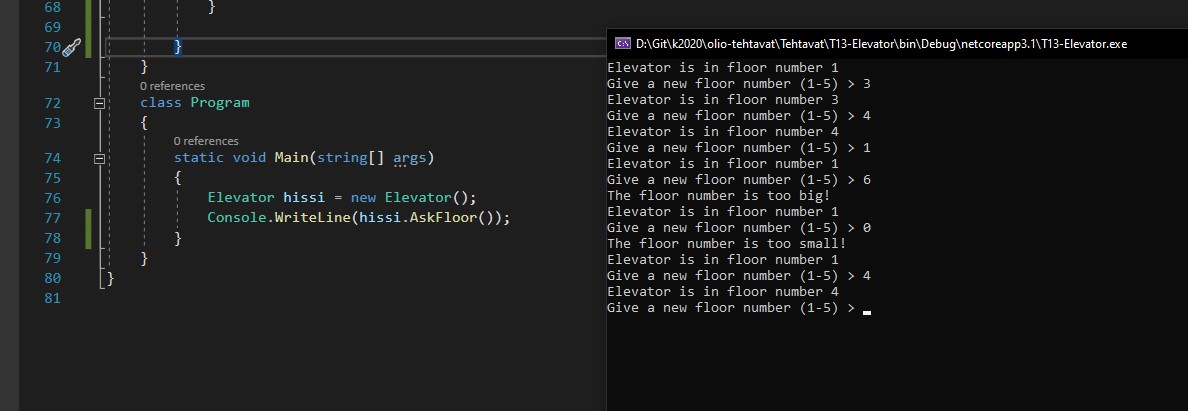 68 }
69
70 }
71 }
0 references
72 class Program
73 {
0 references
74 static void Main(string[] args)
75 {
76 Elevator hissi = new Elevator();
77 Console.WriteLine(hissi.AskFloor());
78 }
79 }
80 }
81
D:\Git\k2020\olio-tehtavat\Tehtavat\T13-Elevator\bin\Debug\netcoreapp3.1\T13-Elevator.exe
Elevator is in floor number 1
Give a new floor number (1-5) > 3
Elevator is in floor number 3
Give a new floor number (1-5) > 4
Elevator is in floor number 4
Give a new floor number (1-5) > 1
Elevator is in floor number 1
Give a new floor number (1-5) > 6
The floor number is too big!
Elevator is in floor number 1
Give a new floor number (1-5) > 0
The floor number is too small!
Elevator is in floor number 1
Give a new floor number (1-5) > 4
Elevator is in floor number 4
Give a new floor number (1-5) >